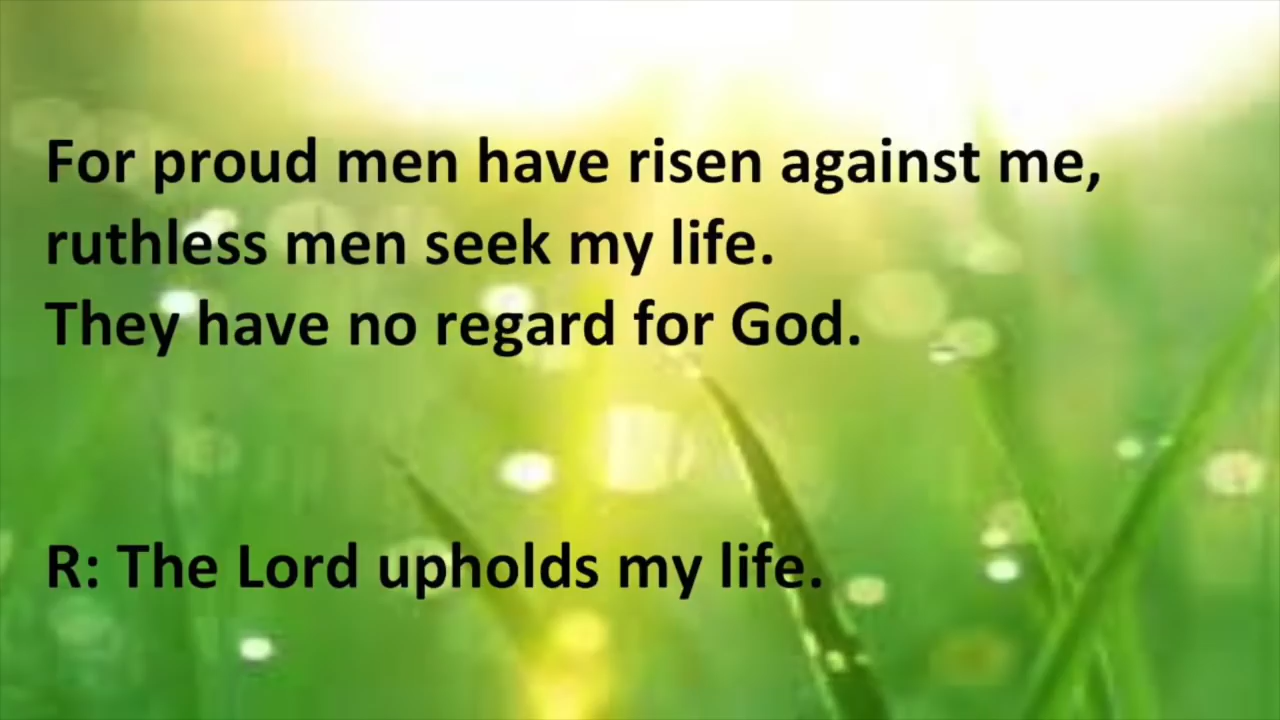 For proud men have risen against me,
ruthless men seek my life.
They have no regard for God.
R: The Lord upholds my life.